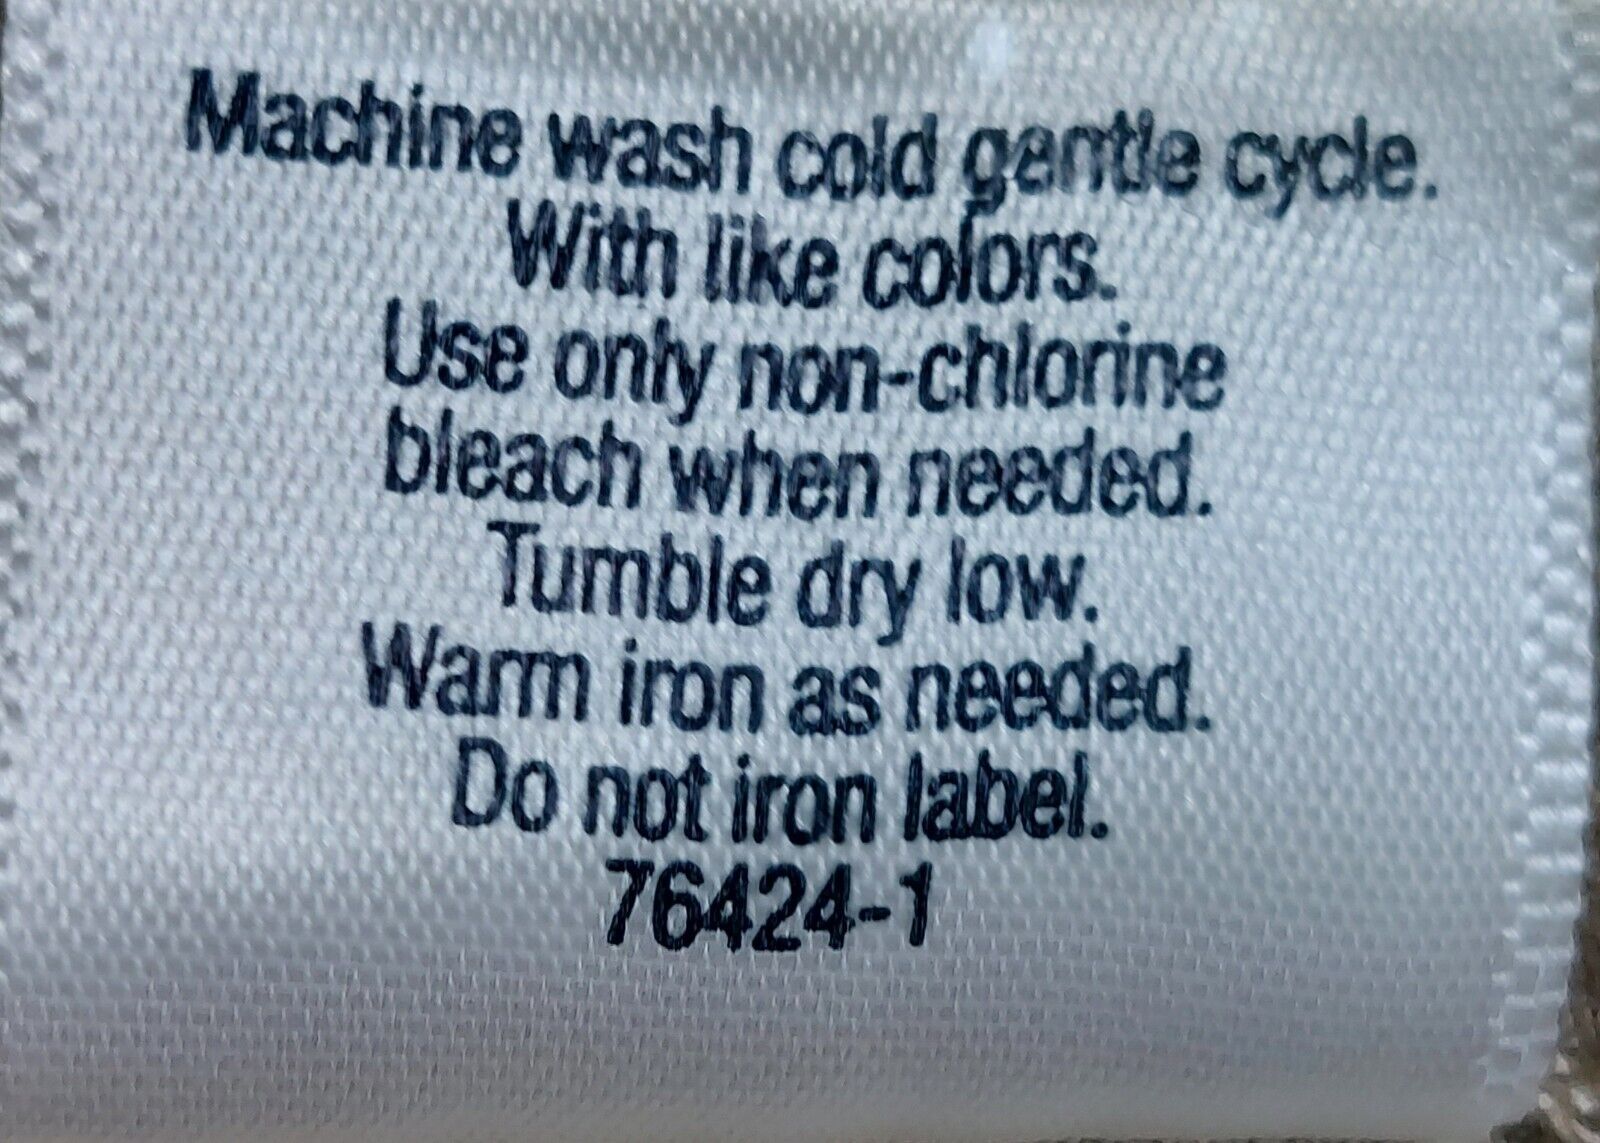 Machine wash cold gentle cycle.
With like colors.
Use only non-chlorine
bleach when needed.
Tumble dry low.
Warm iron as needed.
Do not iron label.
76424-1